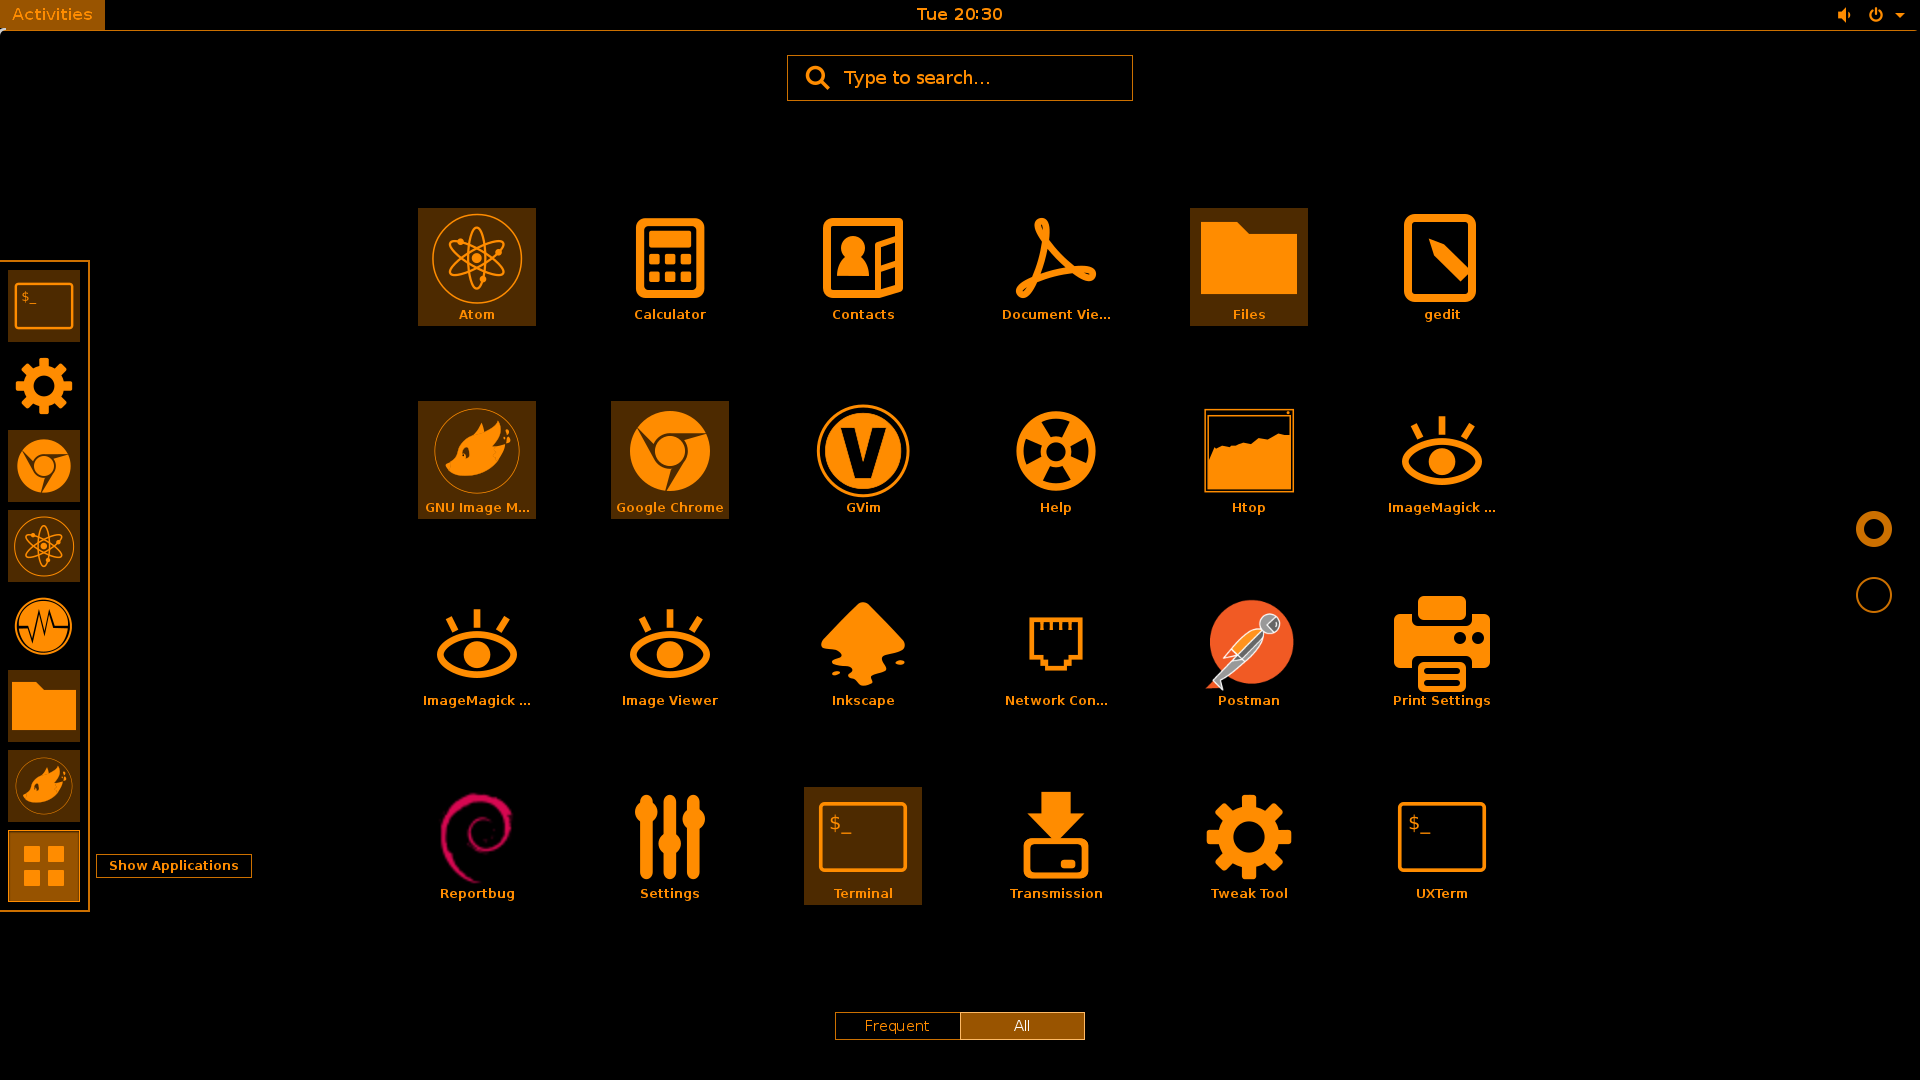 Activities
Tue 20:30
Type to search...
$_
Atom
Calculator
Contacts
Document Vie...
Files
gedit
GNU Image M...
Google Chrome
V
GVim
Help
Htop
ImageMagick ...
ImageMagick ...
Image Viewer
Inkscape
Network Con...
Postman
Print Settings
$_
$_
Reportbug
Settings
Terminal
Transmission
Tweak Tool
UXTerm
Show Applications
Frequent
All